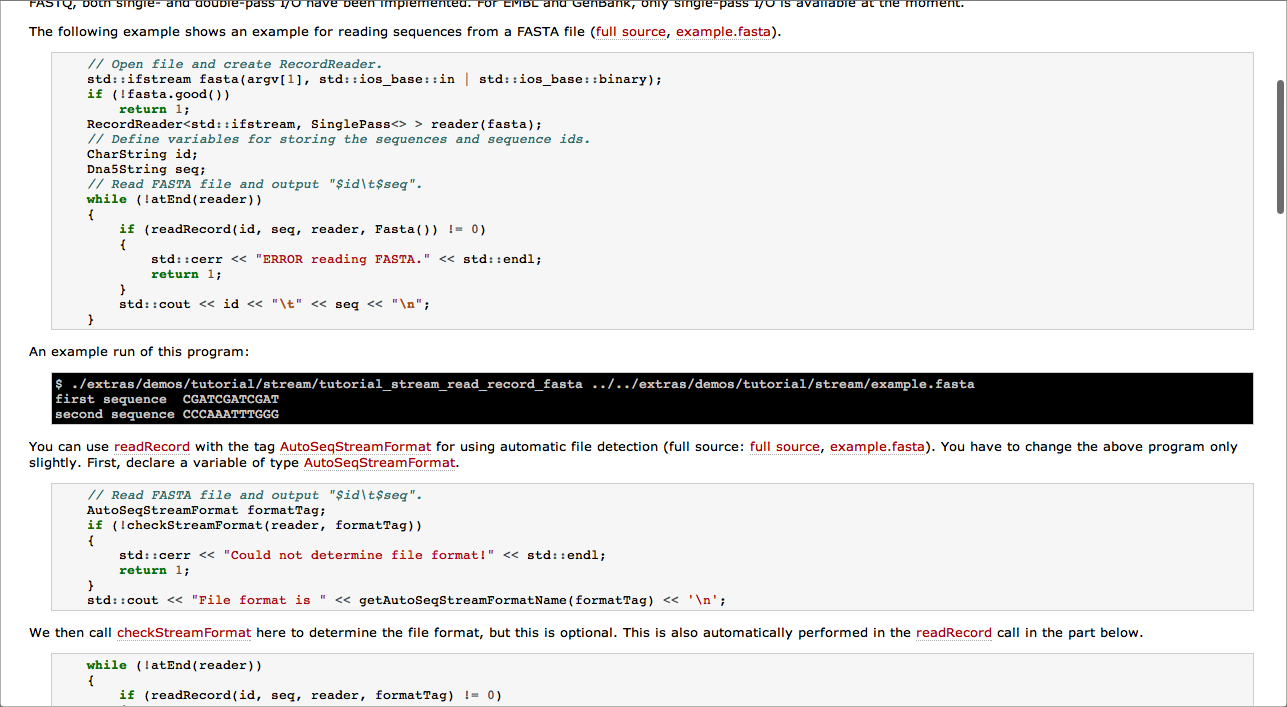 FASTQ, both single- and double-pass I/O have been implemented. For EMBL and GenBank, only single-pass I/O is available at the moment.
The following example shows an example for reading sequences from a FASTA file (full source, example.fasta).
// Open file and create RecordReader.
std::ifstream fasta(argv[1], std::ios_base::in | std::ios_base::binary);
if (!fasta.good())
    return 1;
RecordReader<std::ifstream, SinglePass<> > reader(fasta);
// Define variables for storing the sequences and sequence ids.
CharString id;
Dna5String seq;
// Read FASTA file and output "$id\t$seq".
while (!atEnd(reader))
{
    if (readRecord(id, seq, reader, Fasta()) != 0)
    {
        std::cerr << "ERROR reading FASTA." << std::endl;
        return 1;
    }
    std::cout << id << "\t" << seq << "\n";
}
An example run of this program:
$ ./extras/demos/tutorial/stream/tutorial_stream_read_record_fasta ../../extras/demos/tutorial/stream/example.fasta
first sequence  CGATCGATCGAT
second sequence CCCAAATTTGGG
You can use readRecord with the tag AutoSeqStreamFormat for using automatic file detection (full source: full source, example.fasta). You have to change the above program only
slightly. First, declare a variable of type AutoSeqStreamFormat.
// Read FASTA file and output "$id\t$seq".
AutoSeqStreamFormat formatTag;
if (!checkStreamFormat(reader, formatTag))
{
    std::cerr << "Could not determine file format!" << std::endl;
    return 1;
}
std::cout << "File format is " << getAutoSeqStreamFormatName(formatTag) << '\n';
We then call checkStreamFormat here to determine the file format, but this is optional. This is also automatically performed in the readRecord call in the part below.
while (!atEnd(reader))
{
    if (readRecord(id, seq, reader, formatTag) != 0)